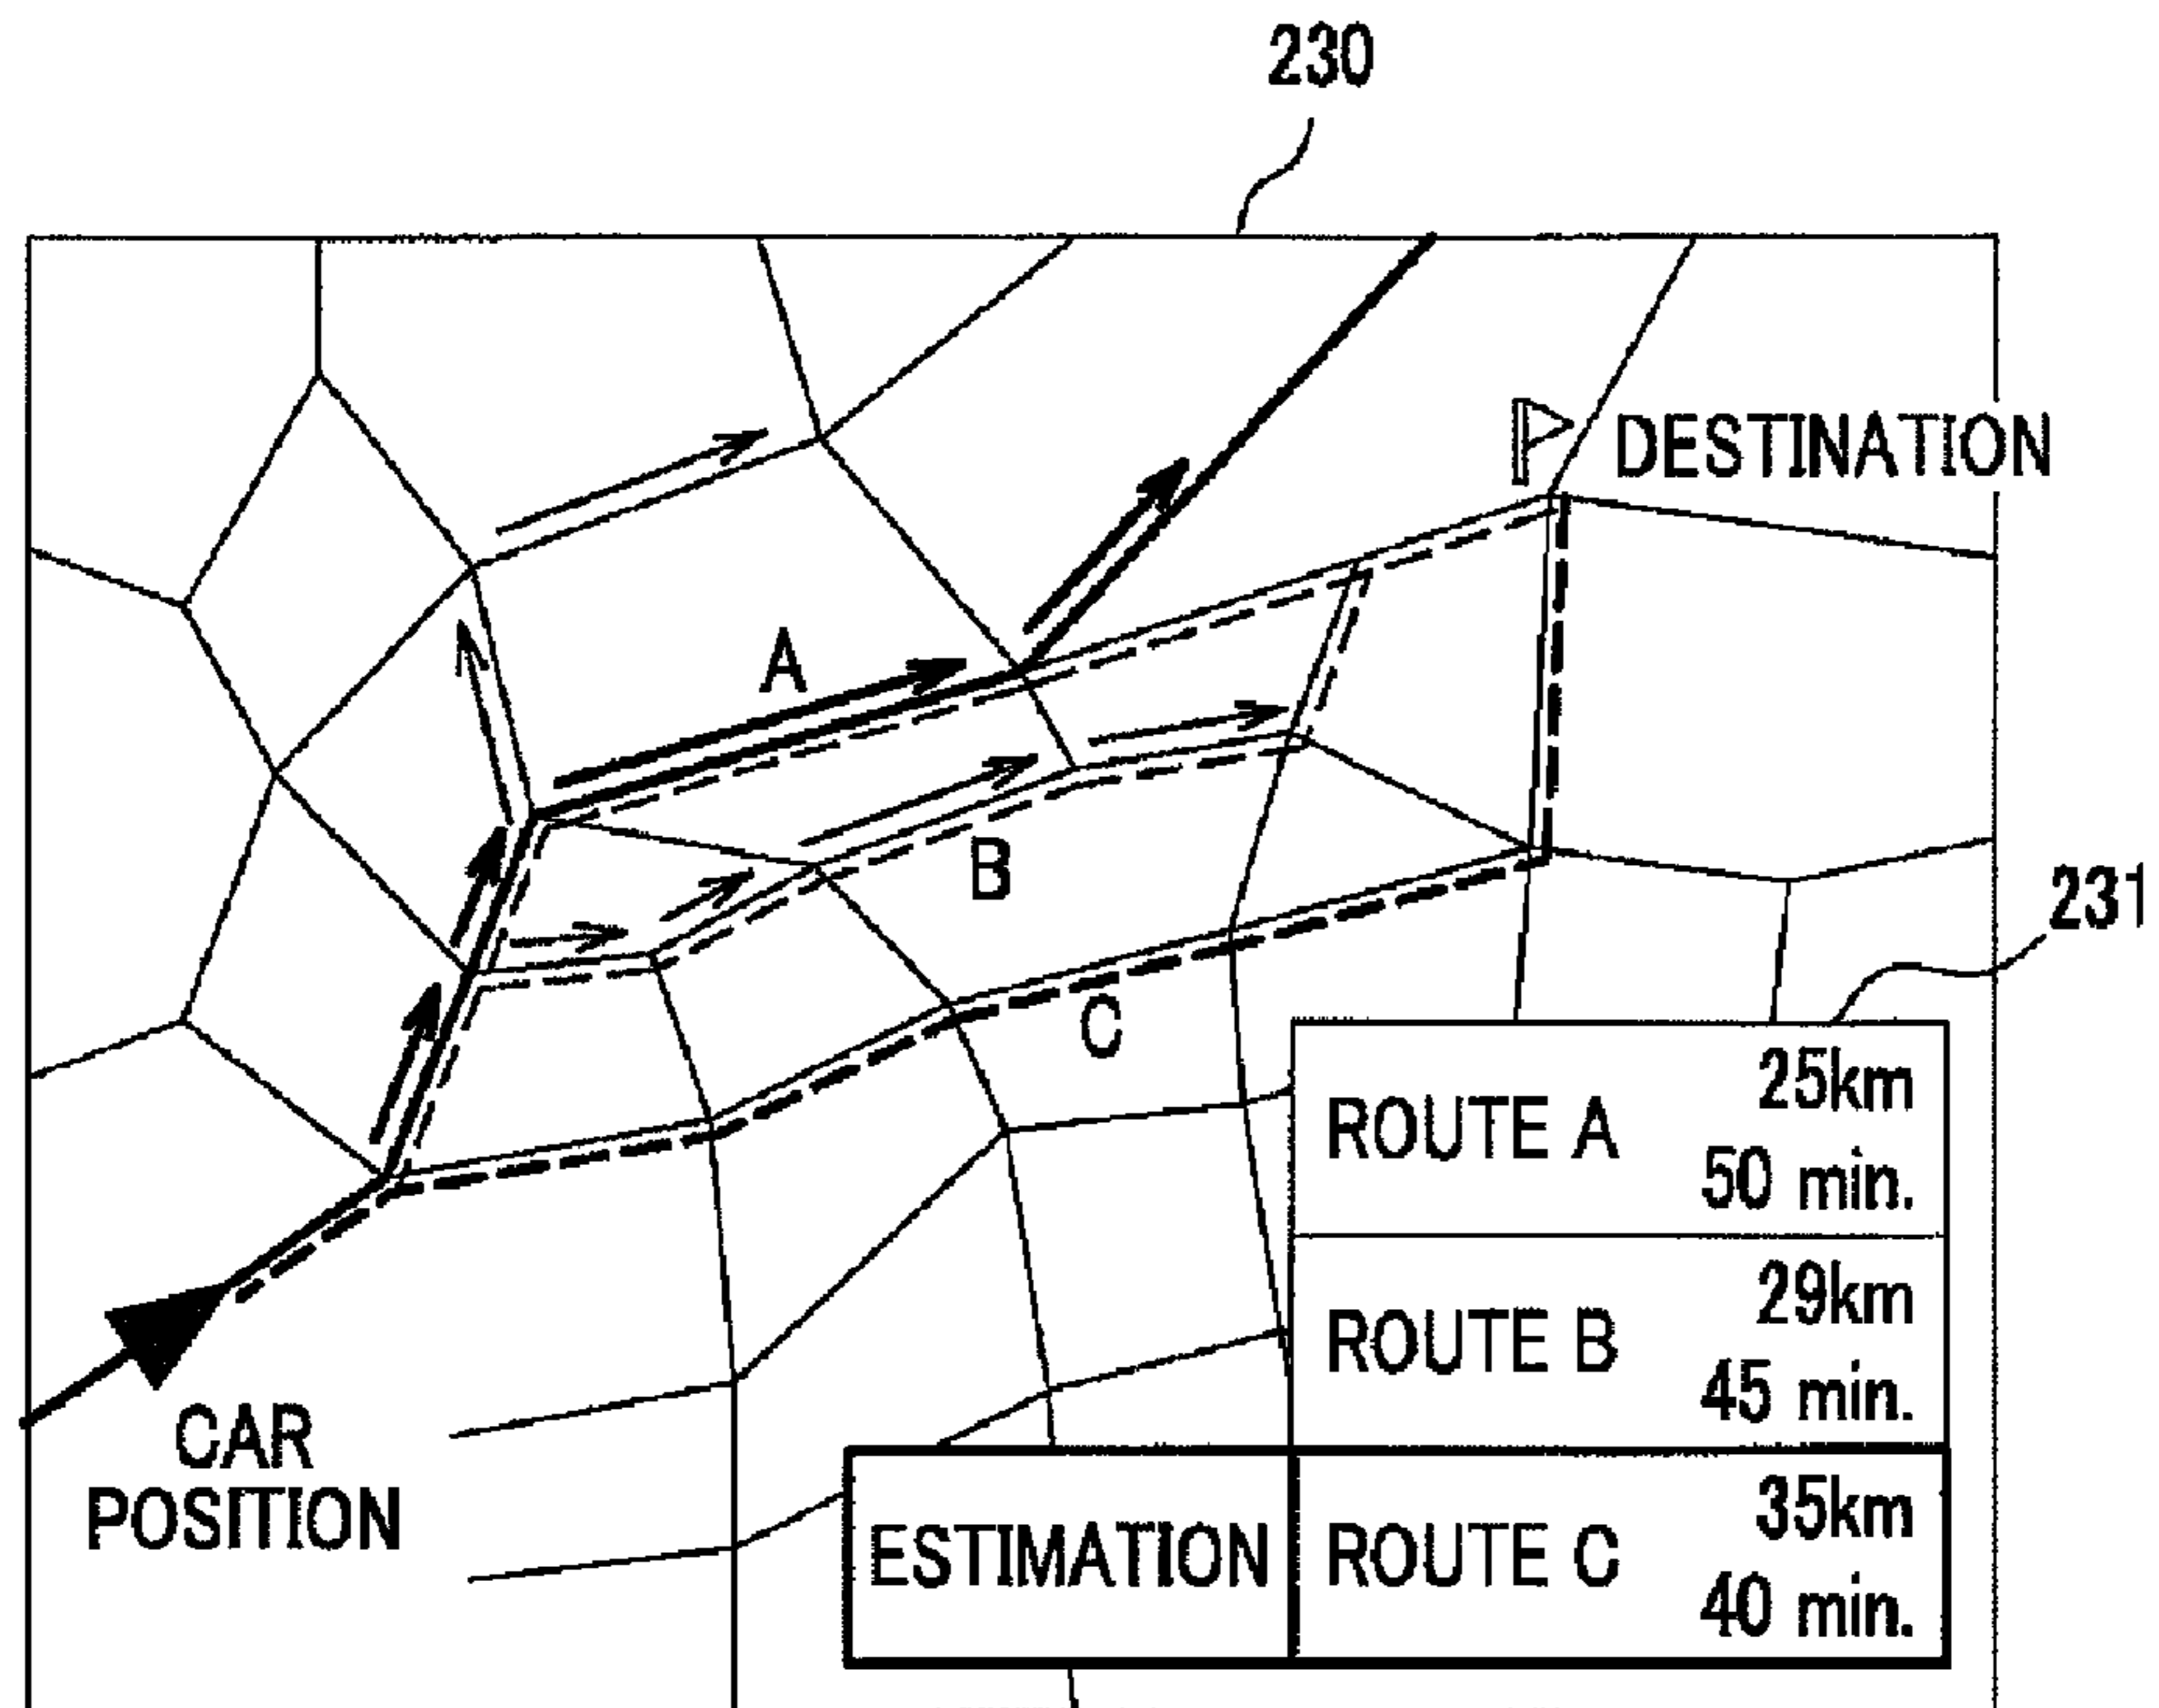 230
DESTINATION
A
B
231
C
25km
ROUTE A
50 min.
29km
ROUTE B
45 min.
CAR
POSITION
35km
ESTIMATION ROUTE C
40 min.